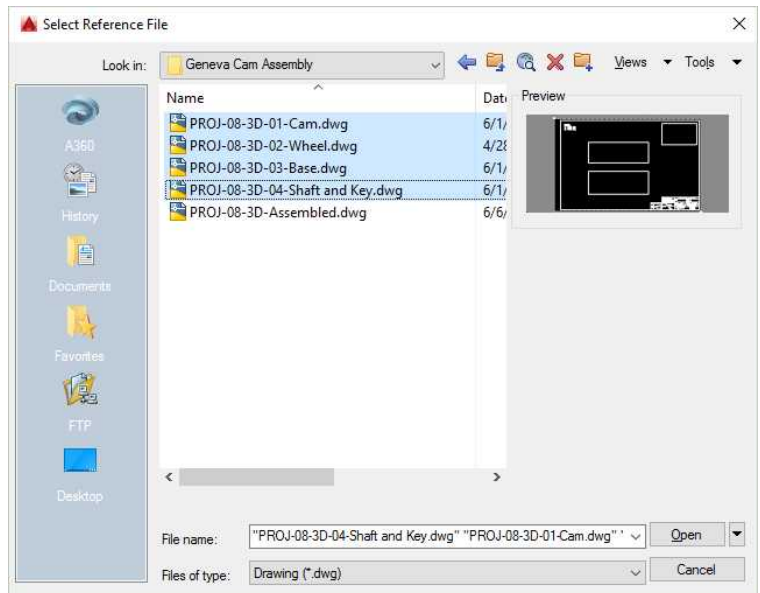 Select Reference File
Look in: Geneva Cam Assembly Views Tools
Name Dat
PROJ-08-3D-01-Cam.dwg 6/1/
PROJ-08-3D-02-Wheel.dwg 4/28
PROJ-08-3D-03-Base.dwg 6/1/
PROJ-08-3D-04-Shaft and Key.dwg 6/1/
PROJ-08-3D-Assembled.dwg 6/6/
Preview
A360
History
Documents
Favorites
FTP
Desktop
File name: "PROJ-08-3D-04-Shaft and Key.dwg" "PROJ-08-3D-01-Cam.dwg" " Open
Files of type: Drawing (*.dwg) Cancel